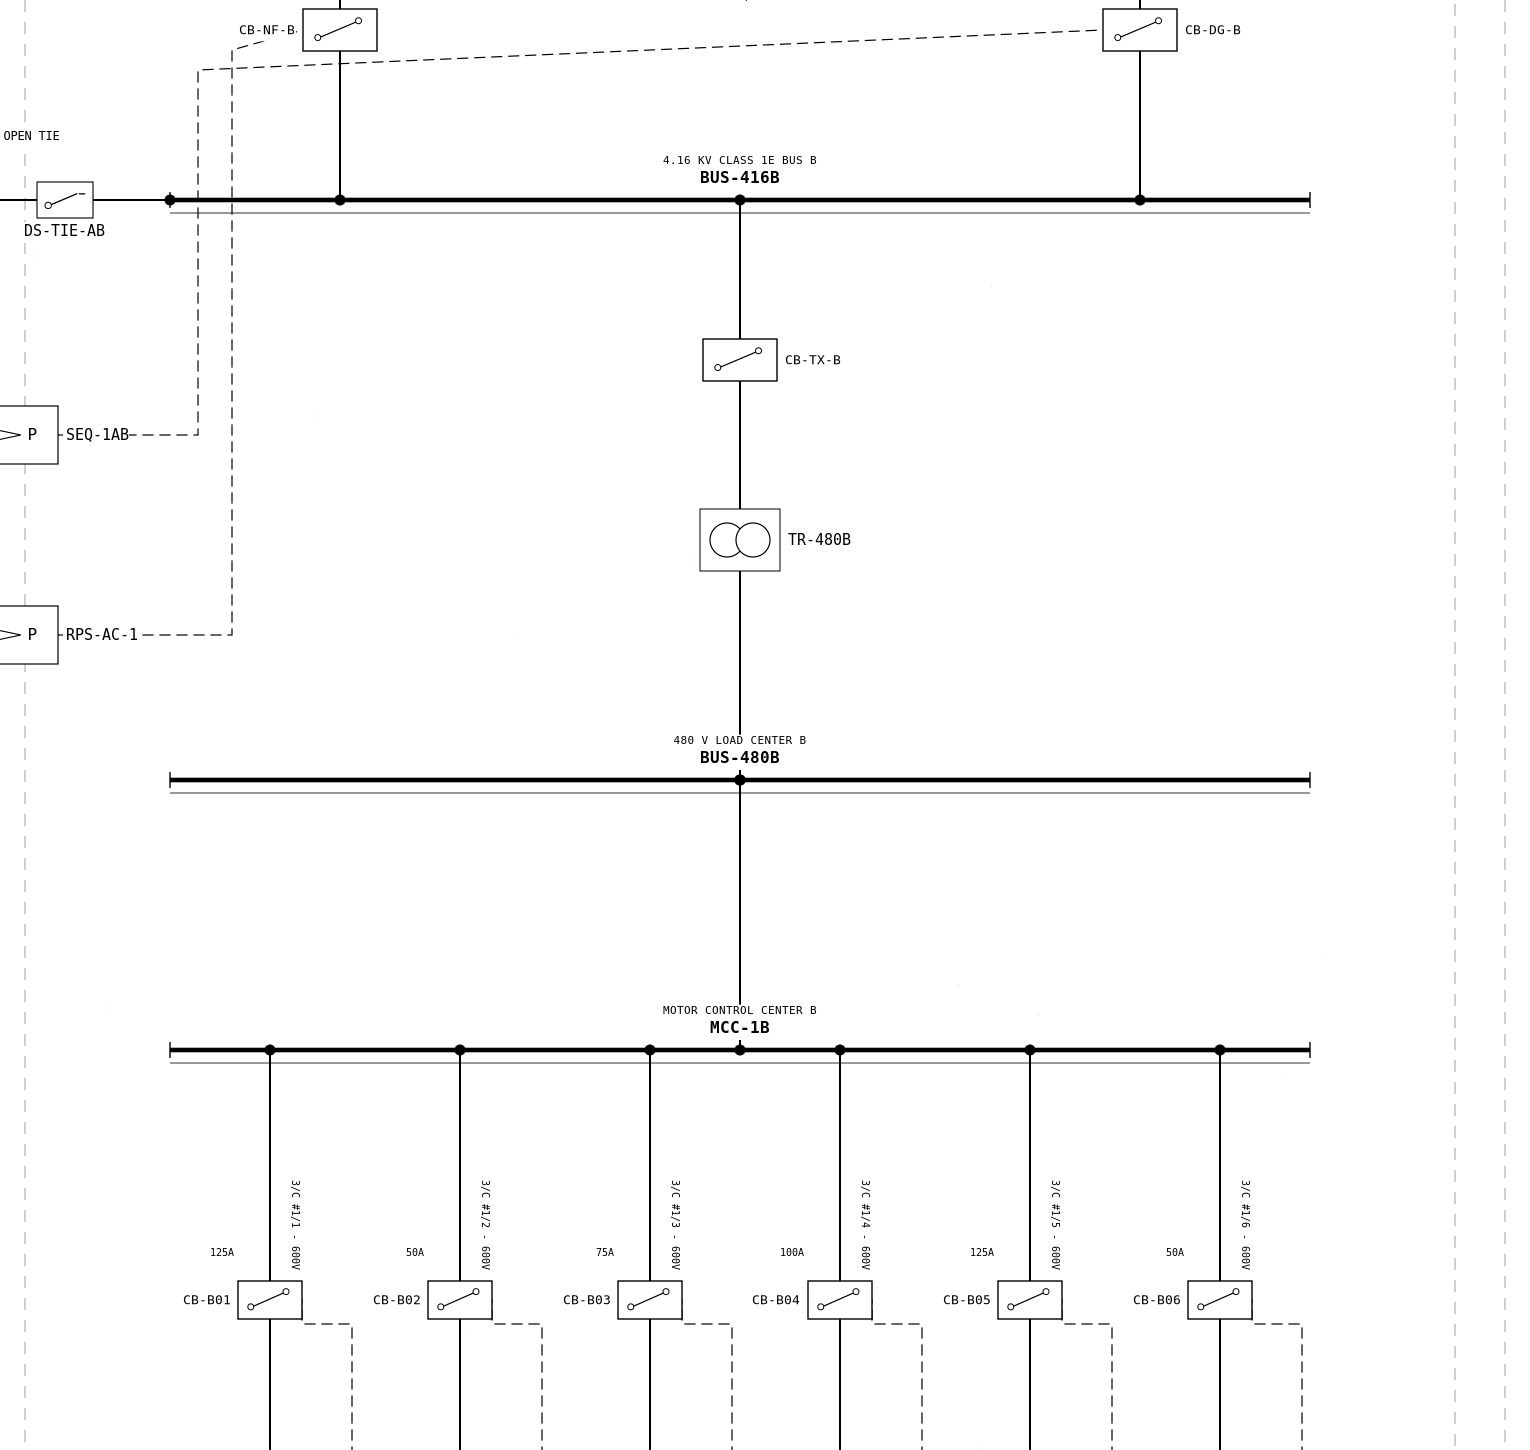 CB-NF-B
CB-DG-B
OPEN TIE
4.16 KV CLASS 1E BUS B
BUS-416B
DS-TIE-AB
CB-TX-B
P
SEQ-1AB
TR-480B
P
RPS-AC-1
480 V LOAD CENTER B
BUS-480B
MOTOR CONTROL CENTER B
MCC-1B
3/C #1/1 - 600V
3/C #1/2 - 600V
3/C #1/3 - 600V
3/C #1/4 - 600V
3/C #1/5 - 600V
3/C #1/6 - 600V
125A
50A
75A
100A
125A
50A
CB-B01
CB-B02
CB-B03
CB-B04
CB-B05
CB-B06